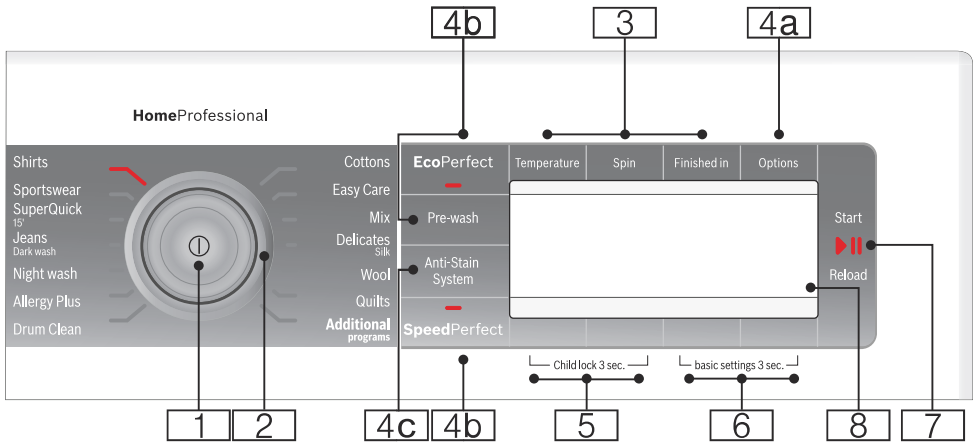 4b 3 4a
HomeProfessional
Shirts
Sportswear
SuperQuick
15'
Jeans
Dark wash
Night wash
Allergy Plus
Drum Clean
Cottons
Easy Care
Mix
Delicates
Silk
Wool
Quilts
Additional
programs
EcoPerfect
Pre-wash
Anti-Stain
System
SpeedPerfect
Temperature Spin Finished in Options
Start
Reload
Child lock 3 sec. basic settings 3 sec.
1 2 4c 4b 5 6 8 7